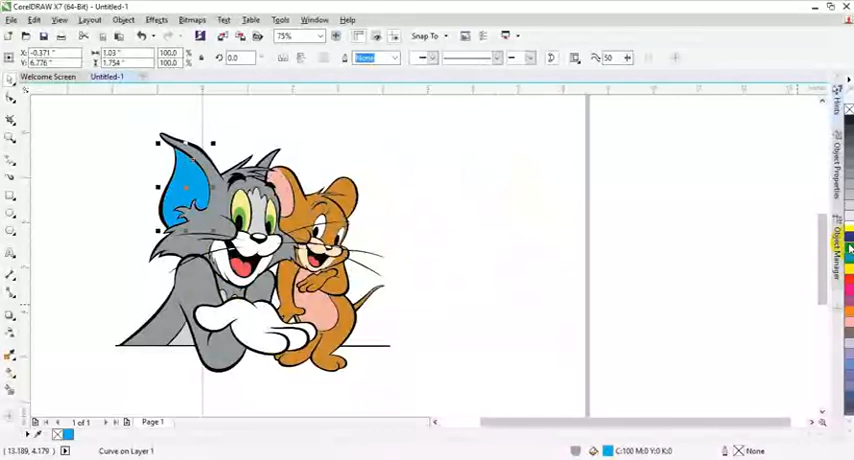 CorelDRAW X7 (64-Bit) - Untitled-1
File Edit View Layout Object Effects Bitmaps Text Table Tools Window Help
75% Snap To
X: -0.371 " 1.03 " 100.0 %
Y: 6.776 " 1.754 " 100.0 % 0.0 None 50
Welcome Screen Untitled-1
Hints
Object Properties
Object Manager
1 of 1 Page 1
(13.189, 4.179) Curve on Layer 1 C:100 M:0 Y:0 K:0 None